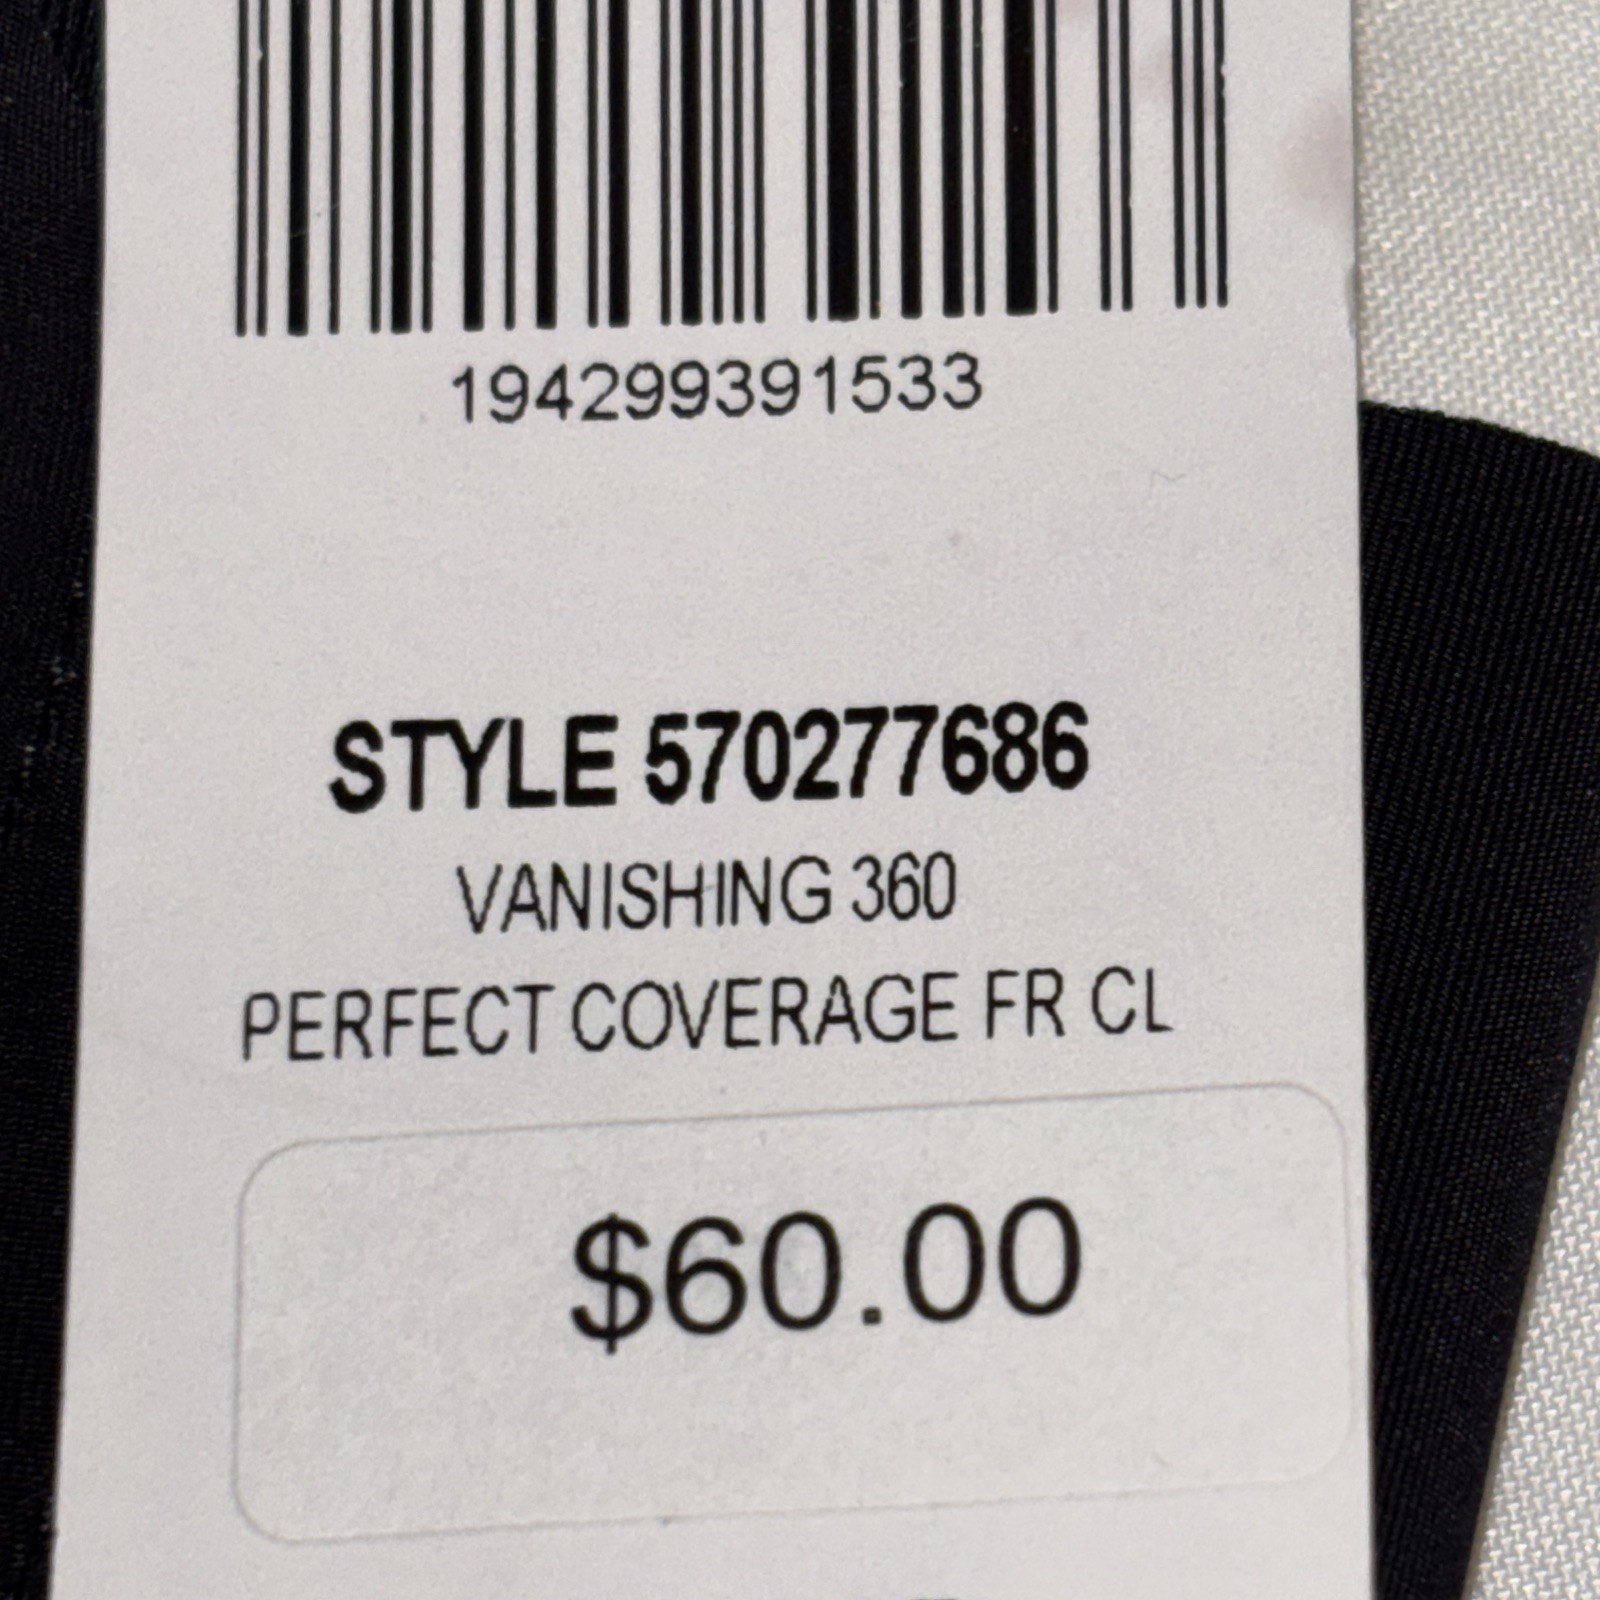 194299391533
STYLE 570277686
VANISHING 360
PERFECT COVERAGE FR CL
$60.00